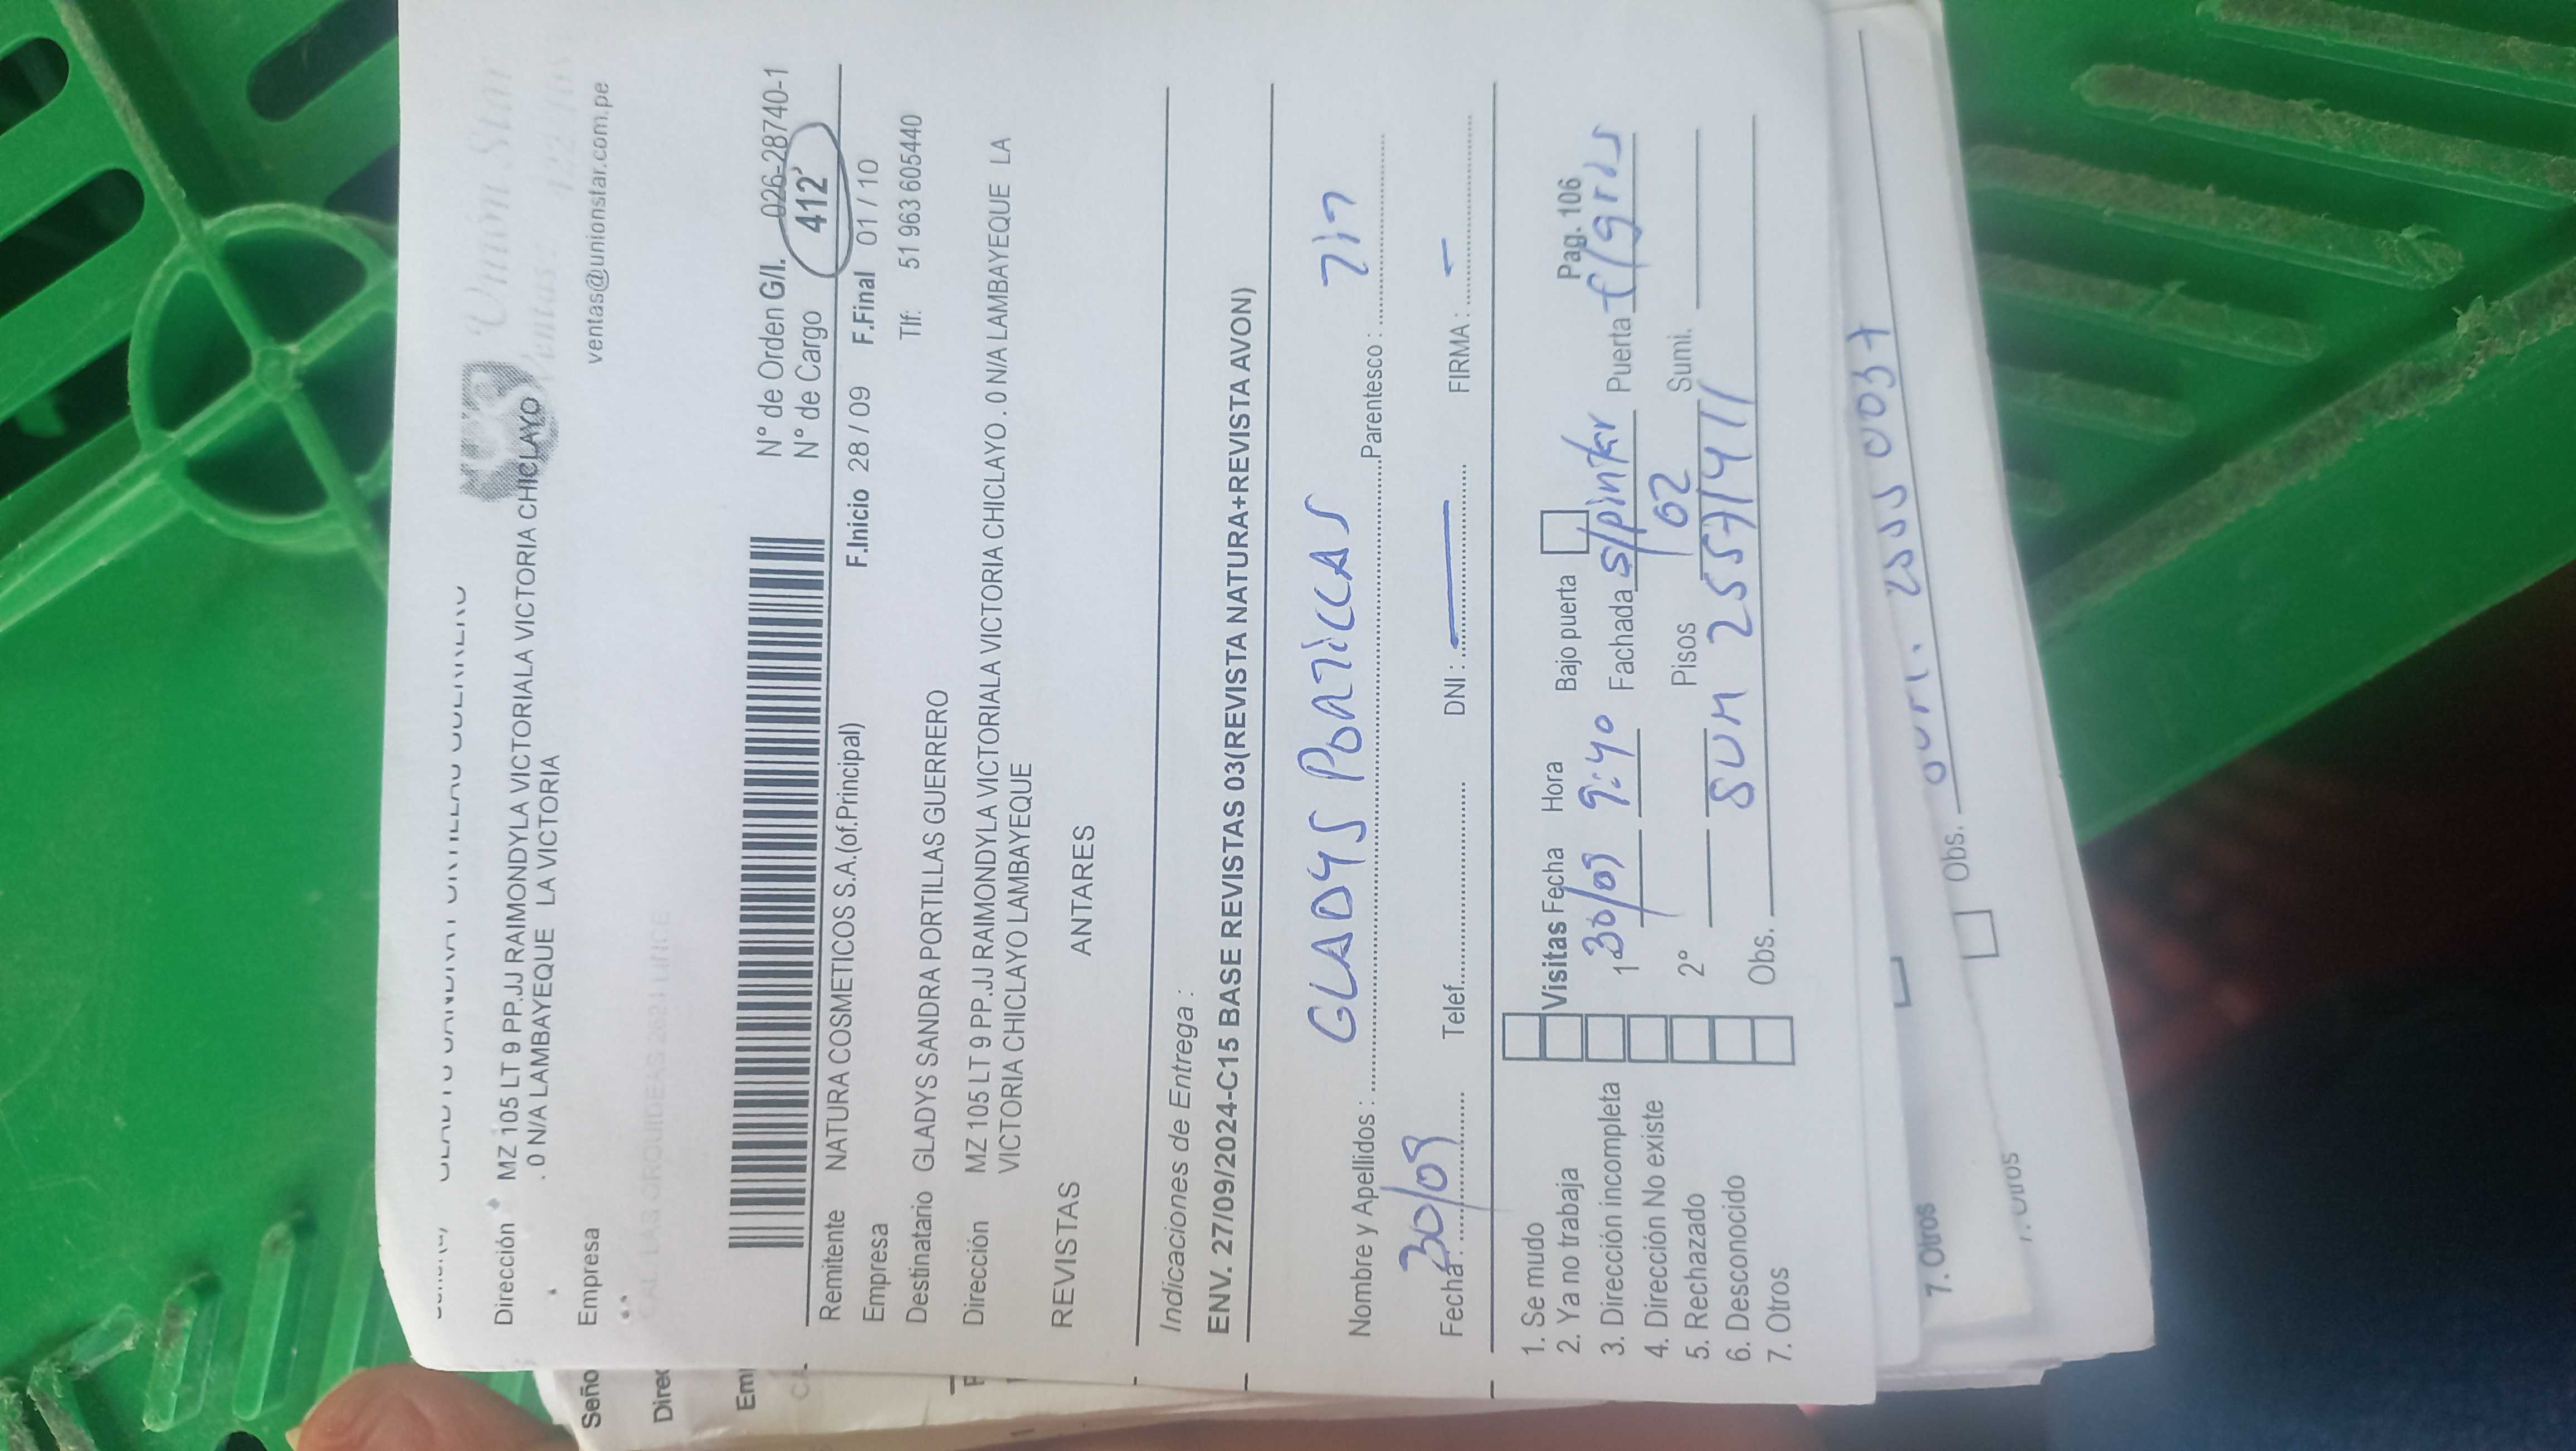 Unión Star
Dirección MZ 105 LT 9 PP.JJ RAIMONDYLA VICTORIALA VICTORIA CHICLAYO
. 0 N/A LAMBAYEQUE LA VICTORIA
Empresa
ventas@unionstar.com.pe
N° de Orden G/I. 026-28740-1
N° de Cargo 412
Remitente NATURA COSMETICOS S.A.(of.Principal)
F.Inicio 28 / 09 F.Final 01 / 10
Empresa
Tlf: 51 963 605440
Destinatario GLADYS SANDRA PORTILLAS GUERRERO
Dirección MZ 105 LT 9 PP.JJ RAIMONDYLA VICTORIALA VICTORIA CHICLAYO . 0 N/A LAMBAYEQUE LA
VICTORIA CHICLAYO LAMBAYEQUE
REVISTAS ANTARES
Indicaciones de Entrega :
ENV. 27/09/2024-C15 BASE REVISTAS 03(REVISTA NATURA+REVISTA AVON)
Nombre y Apellidos : GLADYS Parentesco :
Fecha : 30/09 Telef. DNI : FIRMA :
Pag. 106
1. Se mudo
2. Ya no trabaja
3. Dirección incompleta
4. Dirección No existe
5. Rechazado
6. Desconocido
7. Otros
Visitas Fecha Hora Bajo puerta
1 30/09 9:40 Fachada Puerta
2° Pisos 02 Sumi.
Obs. SUM
7. Otros
Obs.